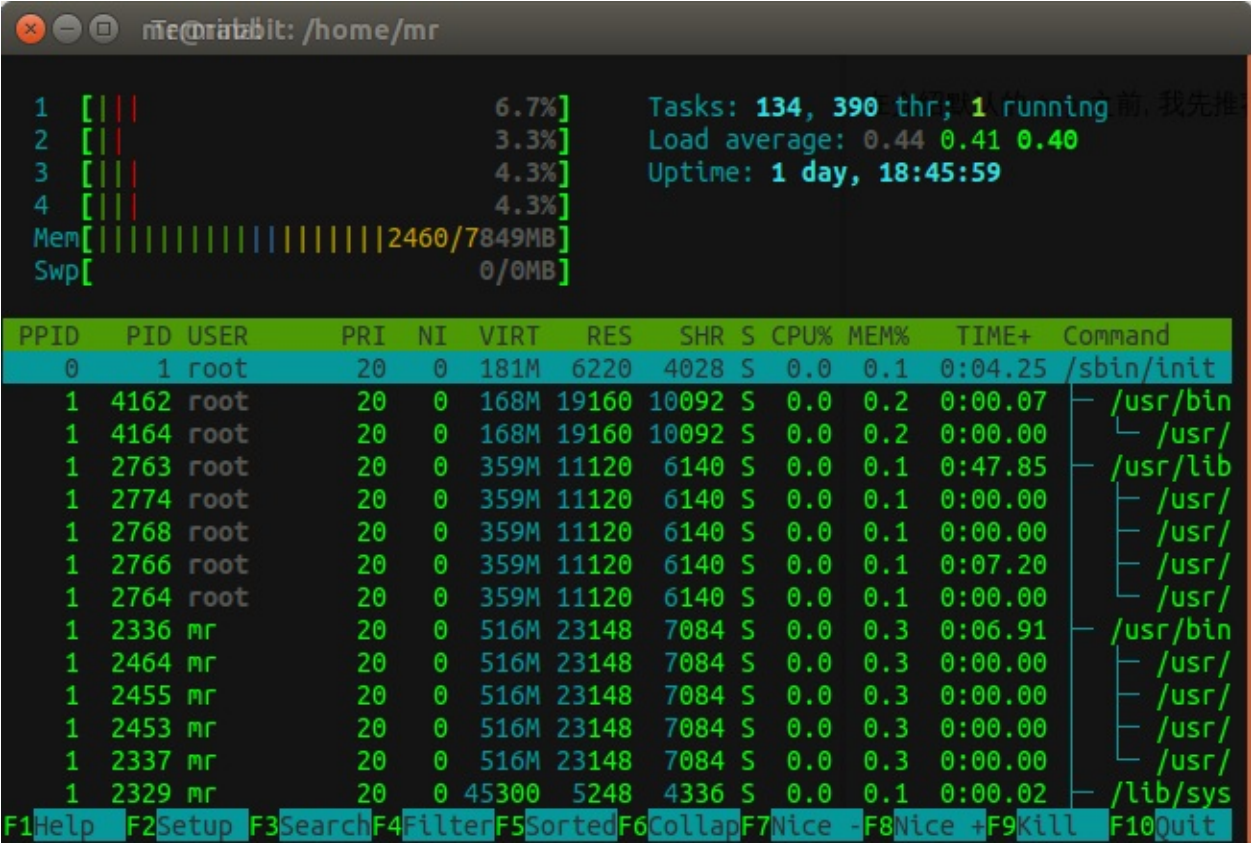 : /home/mr
1 [|||| 6.7%] Tasks: 134, 390 thr; 1 running
2 [||| 3.3%] Load average: 0.44 0.41 0.40
3 [|||| 4.3%] Uptime: 1 day, 18:45:59
4 [|||| 4.3%]
Mem[|||||||||||||||||||2460/7849MB]
Swp[ 0/0MB]
PPID PID USER PRI NI VIRT RES SHR S CPU% MEM% TIME+ Command
0 1 root 20 0 181M 6220 4028 S 0.0 0.1 0:04.25 /sbin/init
1 4162 root 20 0 168M 19160 10092 S 0.0 0.2 0:00.07 ├─ /usr/bin
1 4164 root 20 0 168M 19160 10092 S 0.0 0.2 0:00.00 │ └─ /usr/
1 2763 root 20 0 359M 11120 6140 S 0.0 0.1 0:47.85 ├─ /usr/lib
1 2774 root 20 0 359M 11120 6140 S 0.0 0.1 0:00.00 │ ├─ /usr/
1 2768 root 20 0 359M 11120 6140 S 0.0 0.1 0:00.00 │ ├─ /usr/
1 2766 root 20 0 359M 11120 6140 S 0.0 0.1 0:07.20 │ ├─ /usr/
1 2764 root 20 0 359M 11120 6140 S 0.0 0.1 0:00.00 │ └─ /usr/
1 2336 mr 20 0 516M 23148 7084 S 0.0 0.3 0:06.91 ├─ /usr/bin
1 2464 mr 20 0 516M 23148 7084 S 0.0 0.3 0:00.00 │ ├─ /usr/
1 2455 mr 20 0 516M 23148 7084 S 0.0 0.3 0:00.00 │ ├─ /usr/
1 2453 mr 20 0 516M 23148 7084 S 0.0 0.3 0:00.00 │ ├─ /usr/
1 2337 mr 20 0 516M 23148 7084 S 0.0 0.3 0:00.00 │ └─ /usr/
1 2329 mr 20 0 45300 5248 4336 S 0.0 0.1 0:00.02 ├─ /lib/sys
F1Help F2Setup F3SearchF4FilterF5SortedF6CollapF7Nice -F8Nice +F9Kill F10Quit